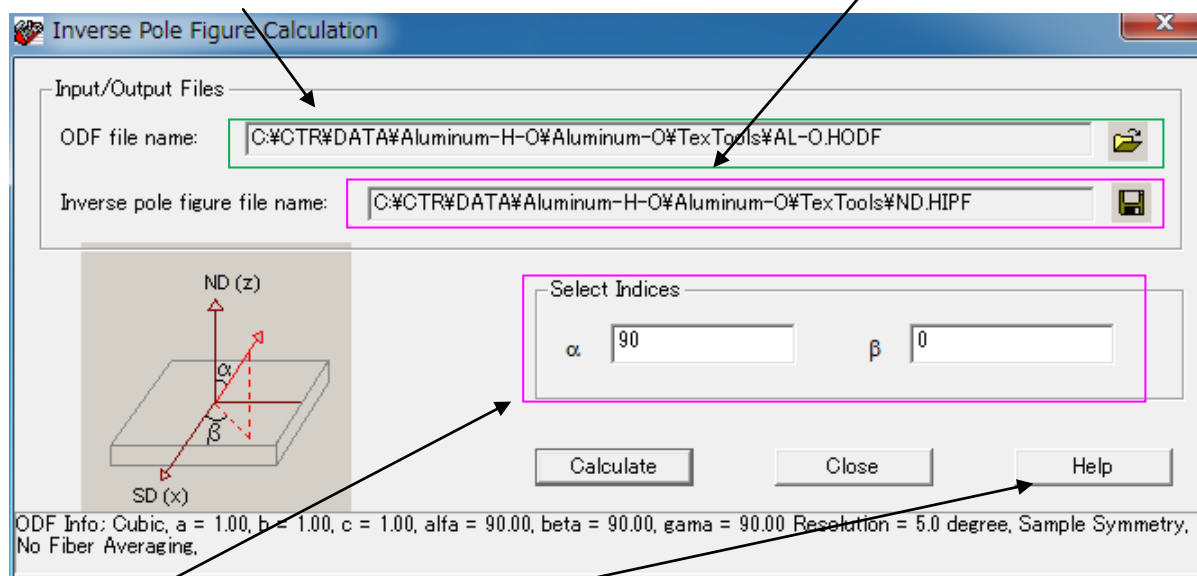 Inverse Pole Figure Calculation
X
Input/Output Files
ODF file name:
C:¥CTR¥DATA¥Aluminum-H-O¥Aluminum-O¥TexTools¥AL-O.HODF
Inverse pole figure file name:
C:¥CTR¥DATA¥Aluminum-H-O¥Aluminum-O¥TexTools¥ND.HIPF
ND (z)
α
β
SD (x)
Select Indices
α 90 β 0
Calculate Close Help
ODF Info; Cubic, a = 1.00, b = 1.00, c = 1.00, alfa = 90.00, beta = 90.00, gama = 90.00 Resolution = 5.0 degree, Sample Symmetry,
No Fiber Averaging,